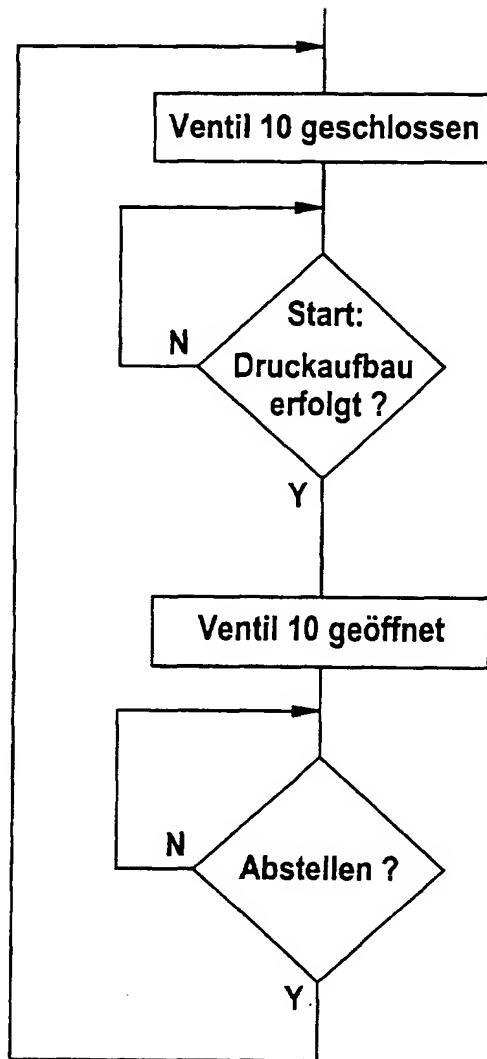 Ventil 10 geschlossen
Start:
Druckaufbau
erfolgt ?
N
Y
Ventil 10 geöffnet
Abstellen ?
N
Y